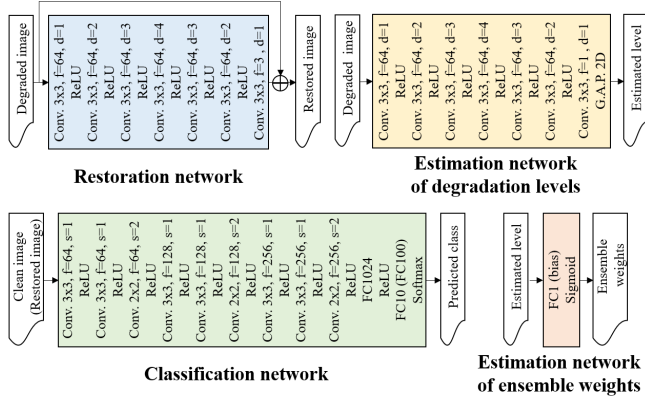 Degraded image
Conv. 3x3, f=64, d=1
ReLU
Conv. 3x3, f=64, d=2
ReLU
Conv. 3x3, f=64, d=3
ReLU
Conv. 3x3, f=64, d=4
ReLU
Conv. 3x3, f=64, d=3
ReLU
Conv. 3x3, f=64, d=2
ReLU
Conv. 3x3, f=3 , d=1
Restored image
Restoration network
Degraded image
Conv. 3x3, f=64, d=1
ReLU
Conv. 3x3, f=64, d=2
ReLU
Conv. 3x3, f=64, d=3
ReLU
Conv. 3x3, f=64, d=4
ReLU
Conv. 3x3, f=64, d=3
ReLU
Conv. 3x3, f=64, d=2
ReLU
Conv. 3x3, f=1 , d=1
G.A.P. 2D
Estimated level
Estimation network
of degradation levels
Clean image
(Restored image)
Conv. 3x3, f=64, s=1
ReLU
Conv. 3x3, f=64, s=1
ReLU
Conv. 2x2, f=64, s=2
ReLU
Conv. 3x3, f=128, s=1
ReLU
Conv. 3x3, f=128, s=1
ReLU
Conv. 2x2, f=128, s=2
ReLU
Conv. 3x3, f=256, s=1
ReLU
Conv. 3x3, f=256, s=1
ReLU
Conv. 2x2, f=256, s=2
ReLU
FC1024
ReLU
FC10 (FC100)
Softmax
Predicted class
Classification network
Estimated level
FC1 (bias)
Sigmoid
Ensemble
weights
Estimation network
of ensemble weights